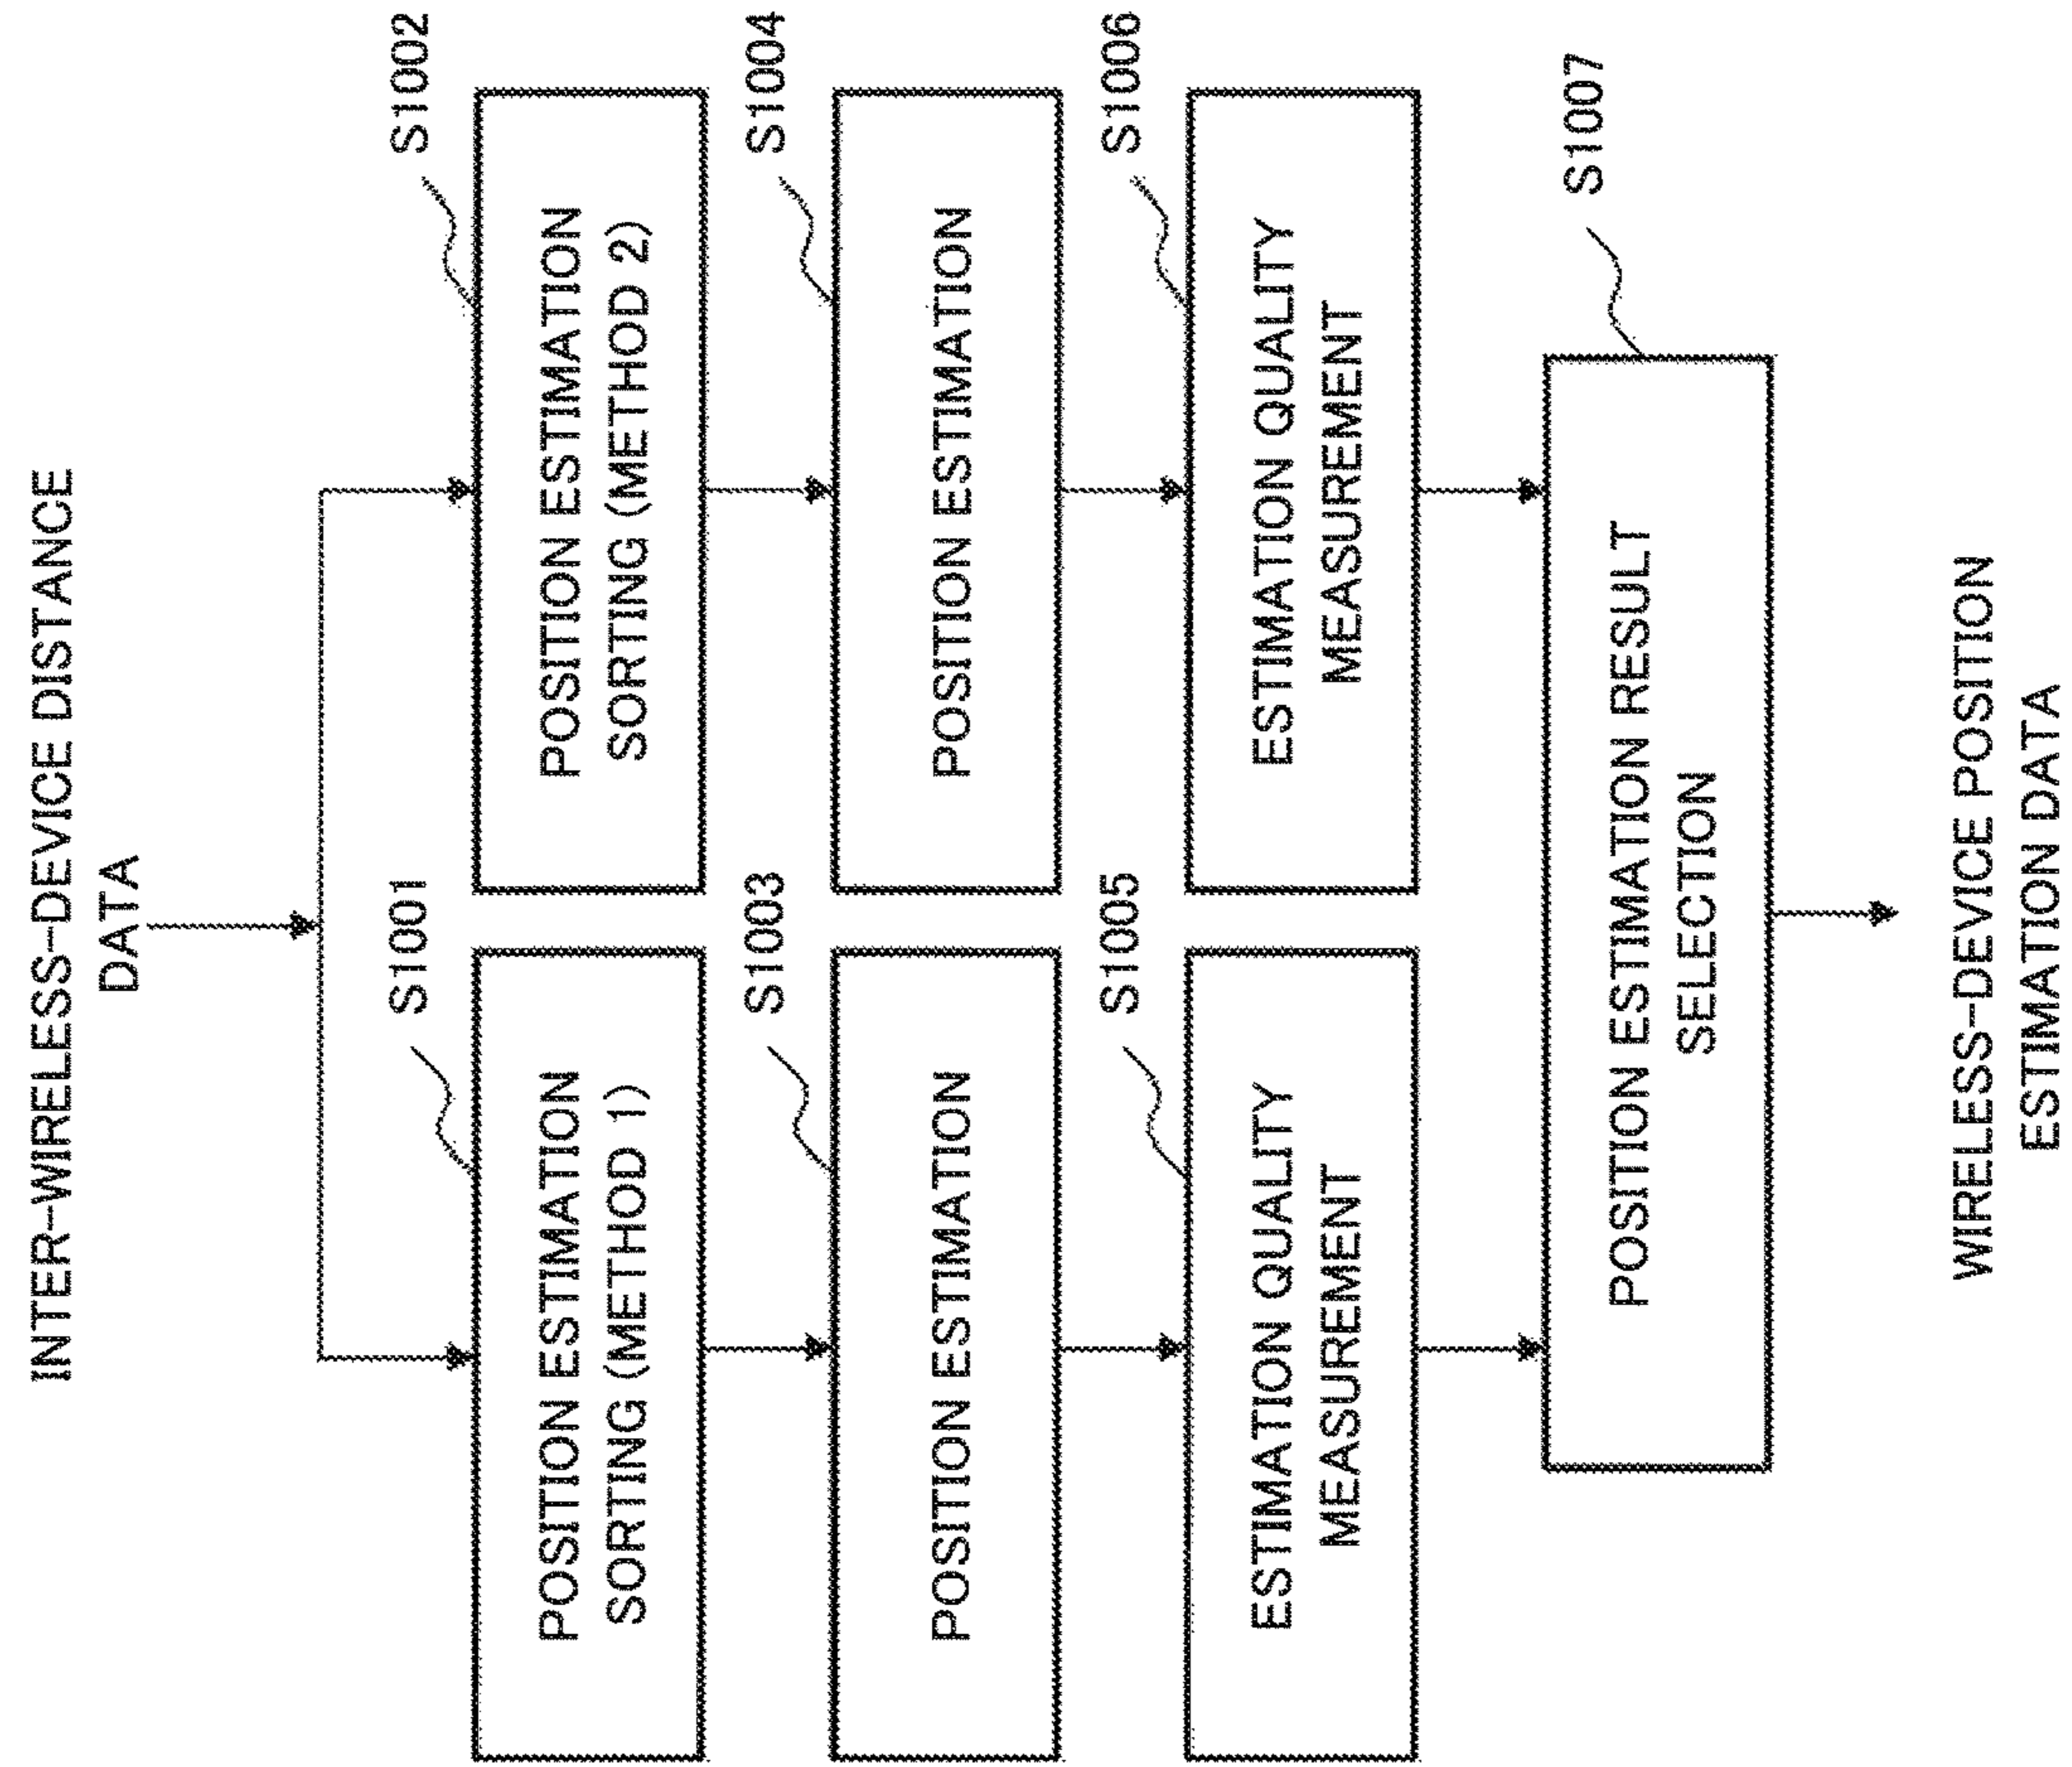 INTER-WIRELESS-DEVICE DISTANCE
DATA
S1001
POSITION ESTIMATION
SORTING (METHOD 1)
S1002
POSITION ESTIMATION
SORTING (METHOD 2)
S1003
POSITION ESTIMATION
S1004
POSITION ESTIMATION
S1005
ESTIMATION QUALITY
MEASUREMENT
S1006
ESTIMATION QUALITY
MEASUREMENT
S1007
POSITION ESTIMATION RESULT
SELECTION
WIRELESS-DEVICE POSITION
ESTIMATION DATA